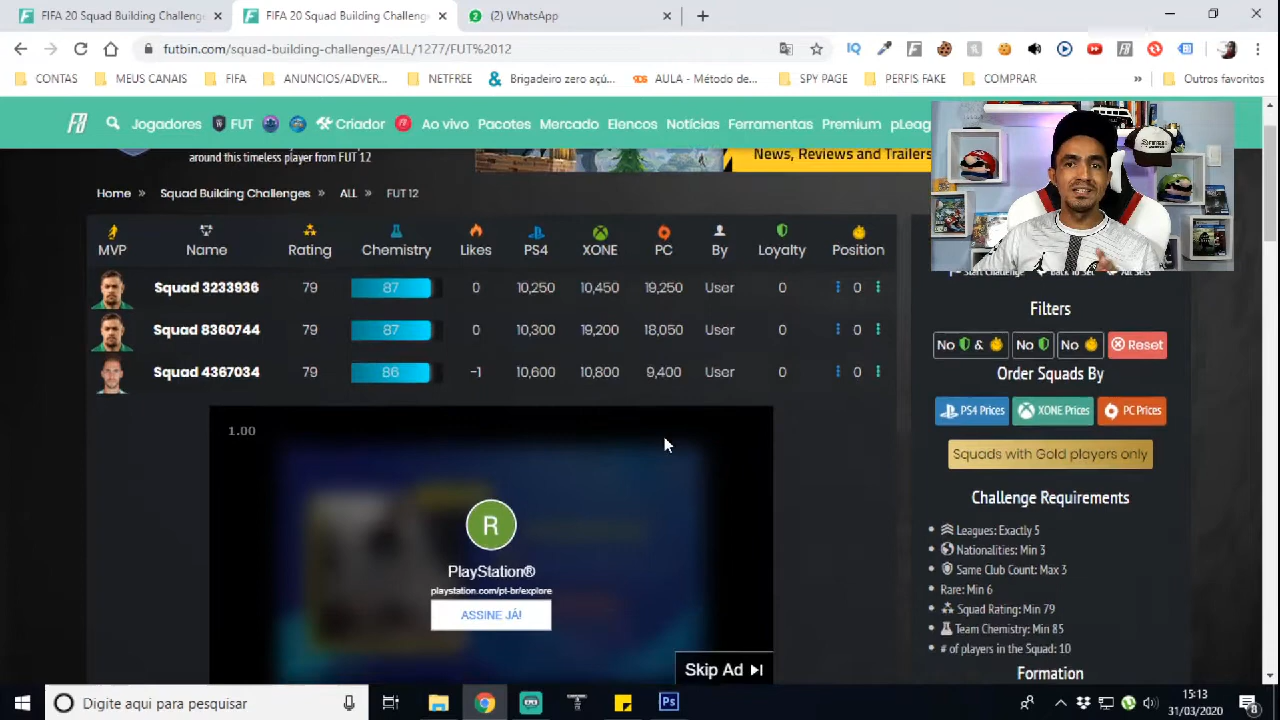 FIFA 20 Squad Building Challeng
FIFA 20 Squad Building Challeng
(2) WhatsApp
futbin.com/squad-building-challenges/ALL/1277/FUT%2012
CONTAS
MEUS CANAIS
FIFA
ANUNCIOS/ADVER...
NETFREE
Brigadeiro zero açú...
AULA - Método de...
SPY PAGE
PERFIS FAKE
COMPRAR
Outros favoritos
Jogadores
FUT
Criador
Ao vivo
Pacotes
Mercado
Elencos
Notícias
Ferramentas
Premium
pLeag
around this timeless player from FUT 12
News, Reviews and Trailers
Home » Squad Building Challenges » ALL » FUT 12
MVP Name Rating Chemistry Likes PS4 XONE PC By Loyalty Position
Squad 3233936 79 87 0 10,250 10,450 19,250 User 0 0
Squad 8360744 79 87 0 10,300 19,200 18,050 User 0 0
Squad 4367034 79 86 -1 10,600 10,800 9,400 User 0 0
1.00
R
PlayStation®
playstation.com/pt-br/explore
ASSINE JÁ!
Skip Ad
Start Challenge Back to Set All Sets
Filters
No & No No Reset
Order Squads By
PS4 Prices XONE Prices PC Prices
Squads with Gold players only
Challenge Requirements
Leagues: Exactly 5
Nationalities: Min 3
Same Club Count: Max 3
Rare: Min 6
Squad Rating: Min 79
Team Chemistry: Min 85
# of players in the Squad: 10
Formation
Digite aqui para pesquisar
15:13
31/03/2020